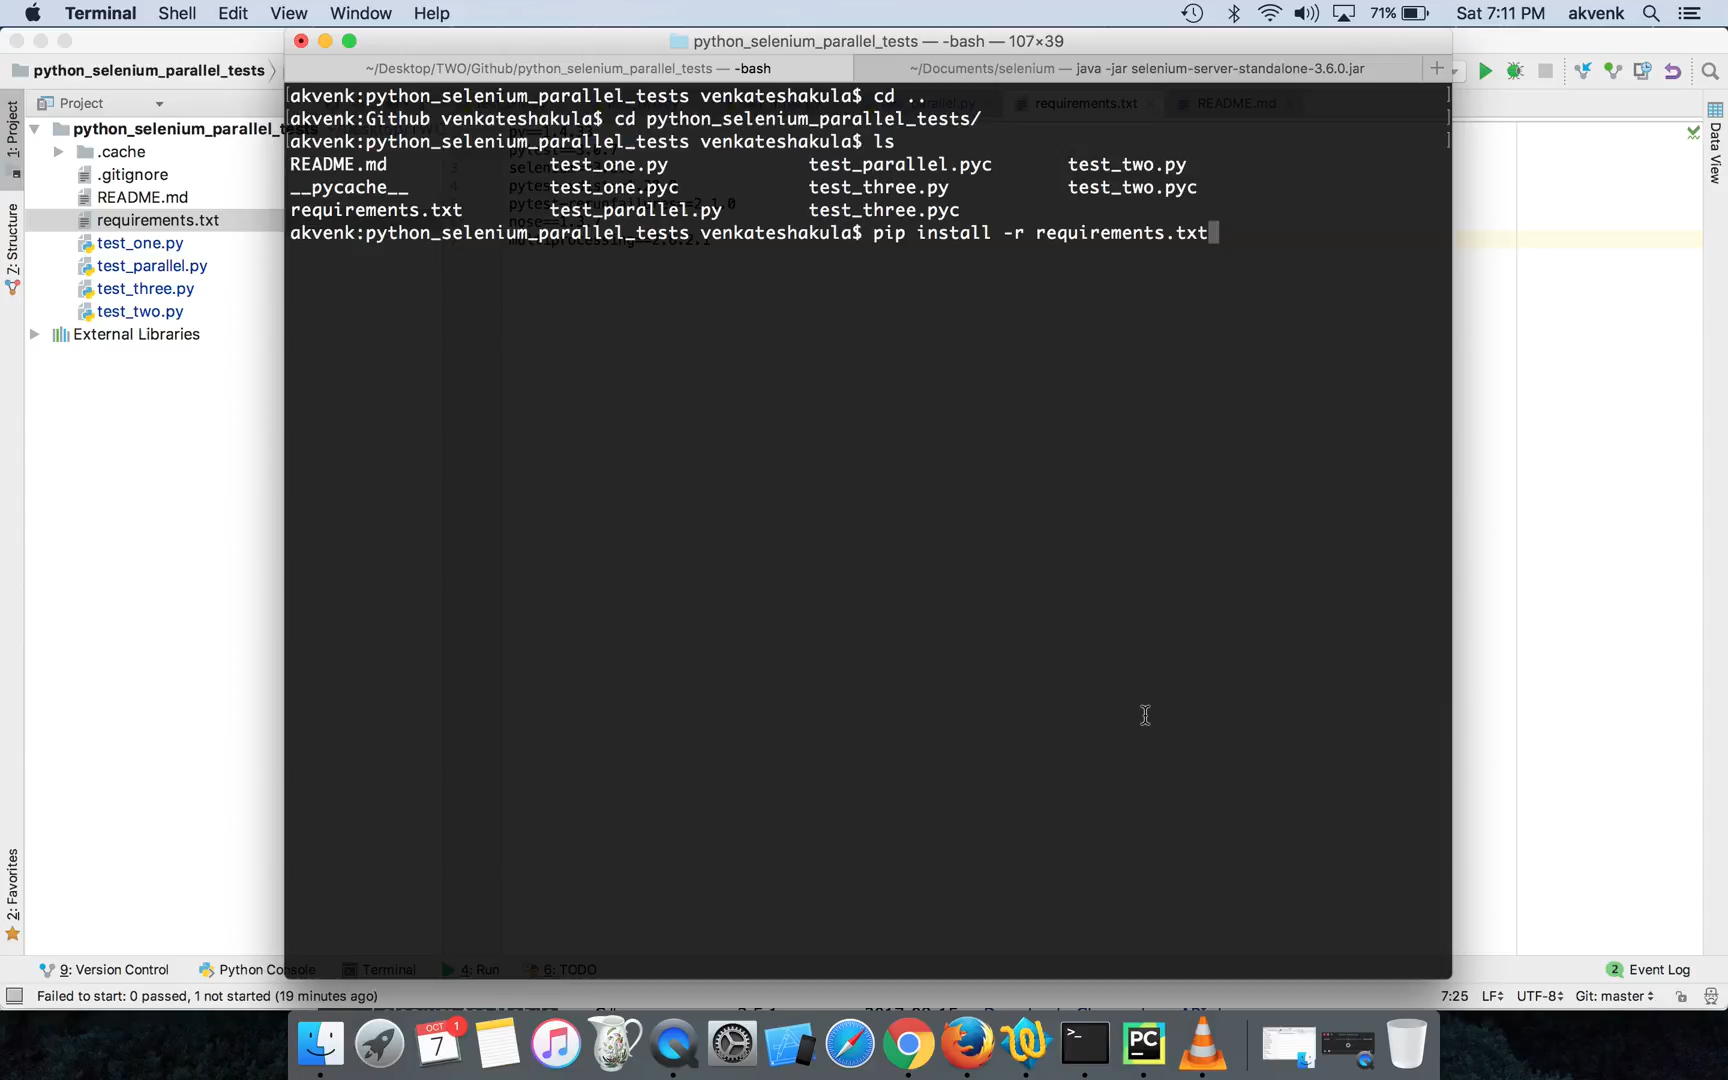 Terminal Shell Edit View Window Help 71% Sat 7:11 PM akvenk
python_selenium_parallel_tests — -bash — 107×39
python_selenium_parallel_tests
~/Desktop/TWO/Github/python_selenium_parallel_tests — -bash
~/Documents/selenium — java -jar selenium-server-standalone-3.6.0.jar
1: Project
7: Structure
2: Favorites
Project
python_selenium_parallel_tests
.cache
.gitignore
README.md
requirements.txt
test_one.py
test_parallel.py
test_three.py
test_two.py
External Libraries
requirements.txt README.md
akvenk:python_selenium_parallel_tests venkateshakula$ cd ..
akvenk:Github venkateshakula$ cd python_selenium_parallel_tests/
akvenk:python_selenium_parallel_tests venkateshakula$ ls
README.md test_one.py test_parallel.pyc test_two.py
__pycache__ test_one.pyc test_three.py test_two.pyc
requirements.txt test_parallel.py test_three.pyc
akvenk:python_selenium_parallel_tests venkateshakula$ pip install -r requirements.txt
Data View
9: Version Control Python Console Terminal 4: Run 6: TODO 2 Event Log
Failed to start: 0 passed, 1 not started (19 minutes ago) 7:25 LF UTF-8 Git: master
OCT 1
7
PC